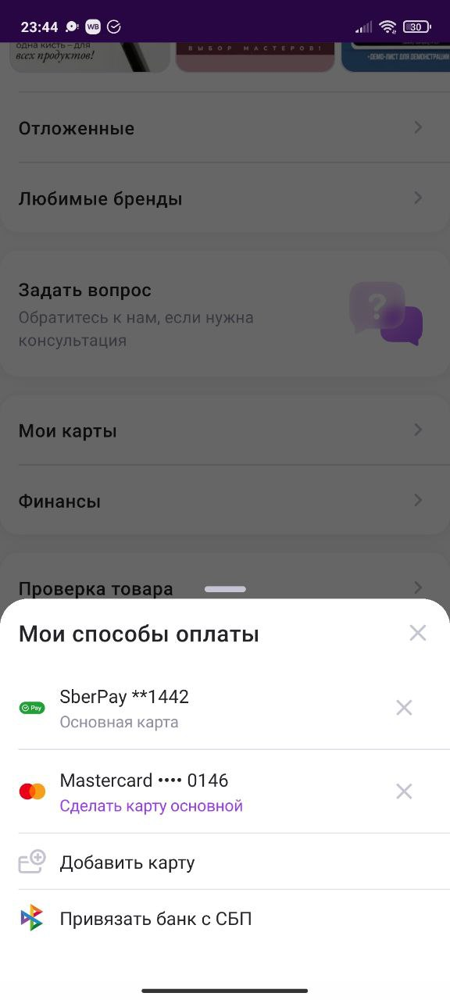 23:44 WB 30
одна кисть – для
всех продуктов!
ВЫБОР МАСТЕРОВ!
-ДЕМО-ЛИСТ ДЛЯ ДЕМОНСТРАЦИИ
Отложенные
Любимые бренды
Задать вопрос
Обратитесь к нам, если нужна
консультация
?
Мои карты
Финансы
Проверка товара
Мои способы оплаты
Pay
SberPay **1442
Основная карта
Mastercard •••• 0146
Сделать карту основной
Добавить карту
Привязать банк с СБП